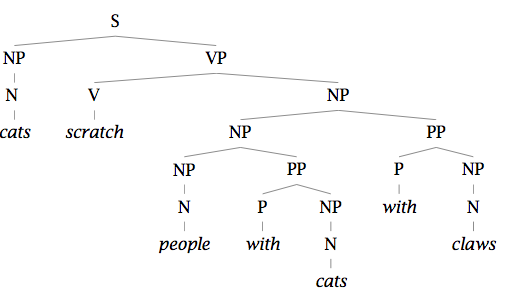 S
NP VP
N V NP
cats scratch NP PP
NP PP P NP
N P NP with N
people with N claws
cats